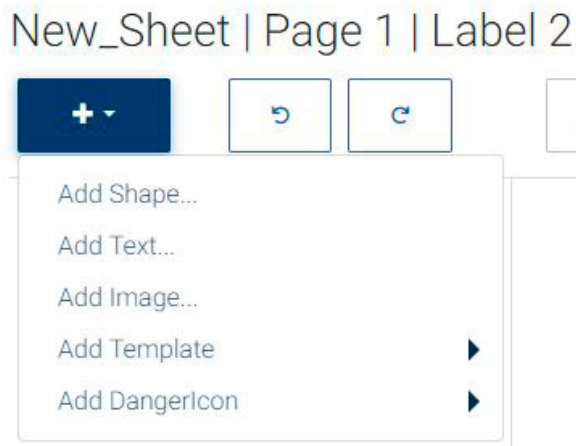 New_Sheet | Page 1 | Label 2
Add Shape...
Add Text...
Add Image...
Add Template
Add DangerIcon